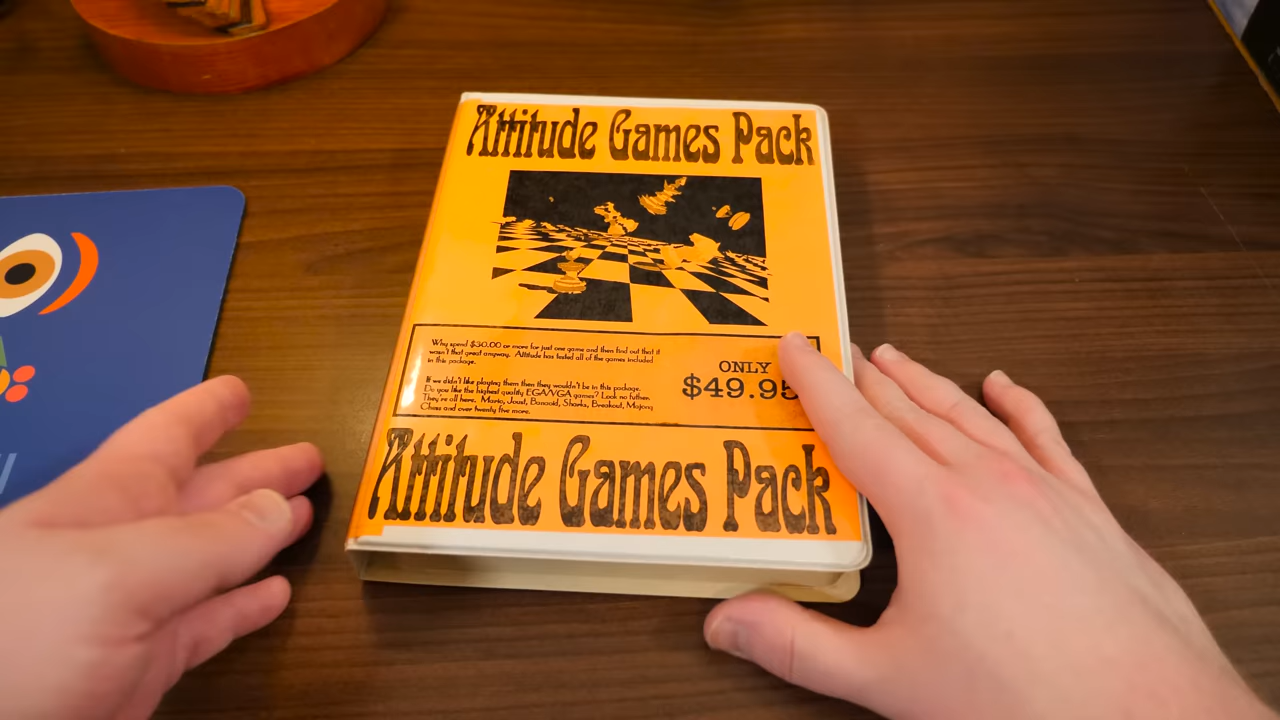 Attitude Games Pack
Why spend $30.00 or more for just one game and then find out that it
wasn't that great anyway. Attitude has tested all of the games included
in this package.
If we didn't like playing them then they wouldn't be in this package.
Do you like the highest quality EGA/VGA games? Look no futher.
They're all here. Mario, Joust, Banoid, Sharks, Breakout, Majong
Chess and over twenty five more.
ONLY
$49.95
Attitude Games Pack